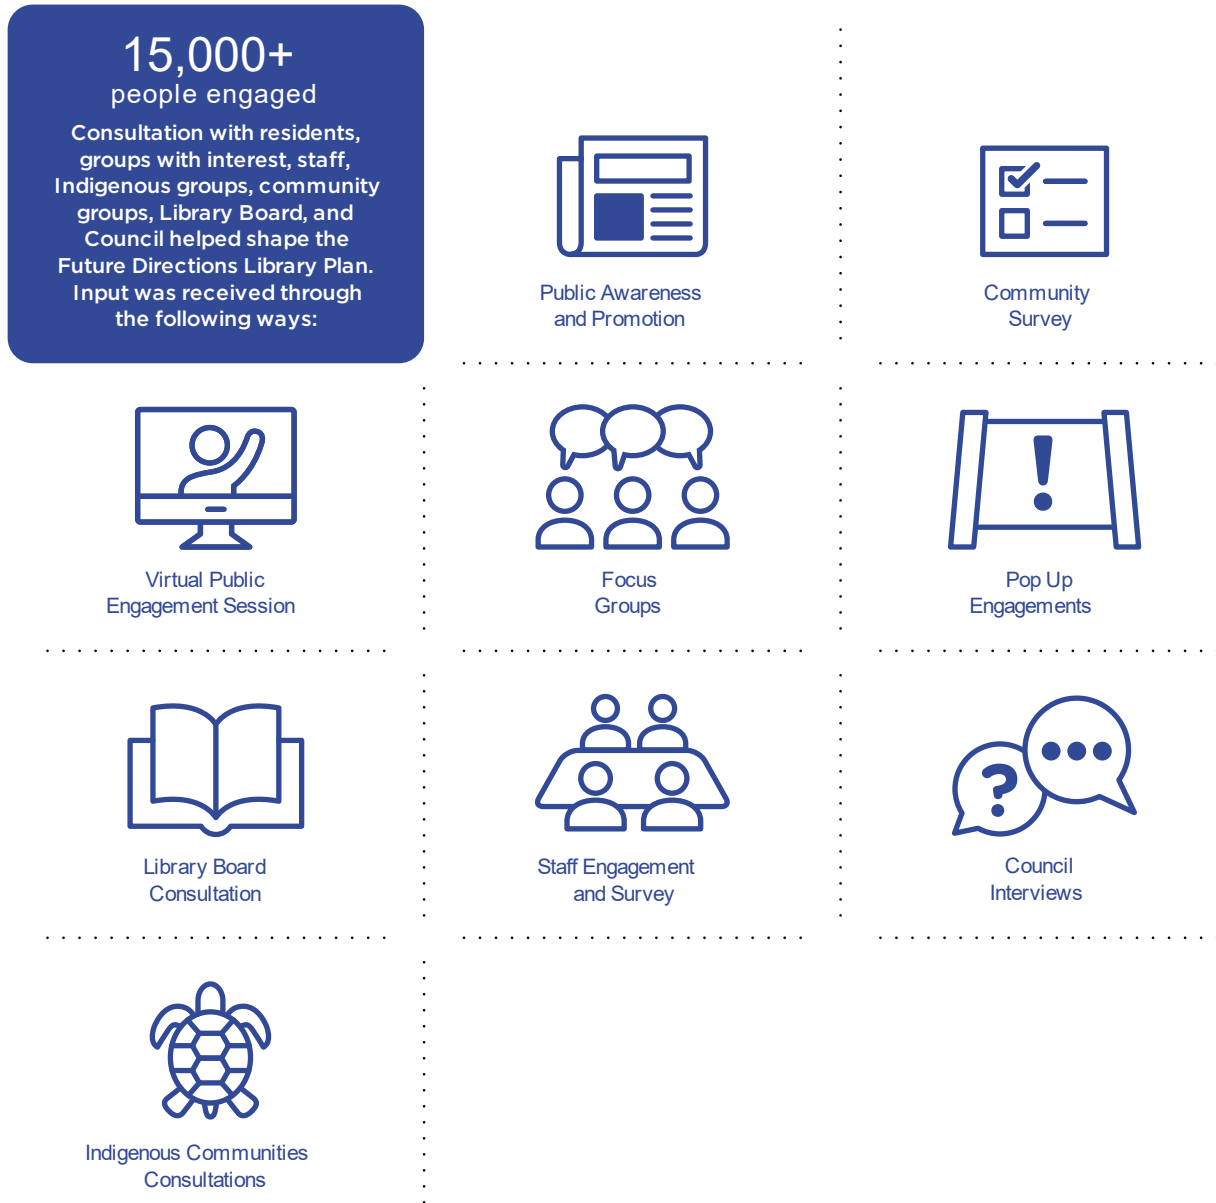 15,000+
people engaged
Consultation with residents,
groups with interest, staff,
Indigenous groups, community
groups, Library Board, and
Council helped shape the
Future Directions Library Plan.
Input was received through
the following ways:
Public Awareness
and Promotion
Community
Survey
Virtual Public
Engagement Session
Focus
Groups
Pop Up
Engagements
Library Board
Consultation
Staff Engagement
and Survey
Council
Interviews
Indigenous Communities
Consultations